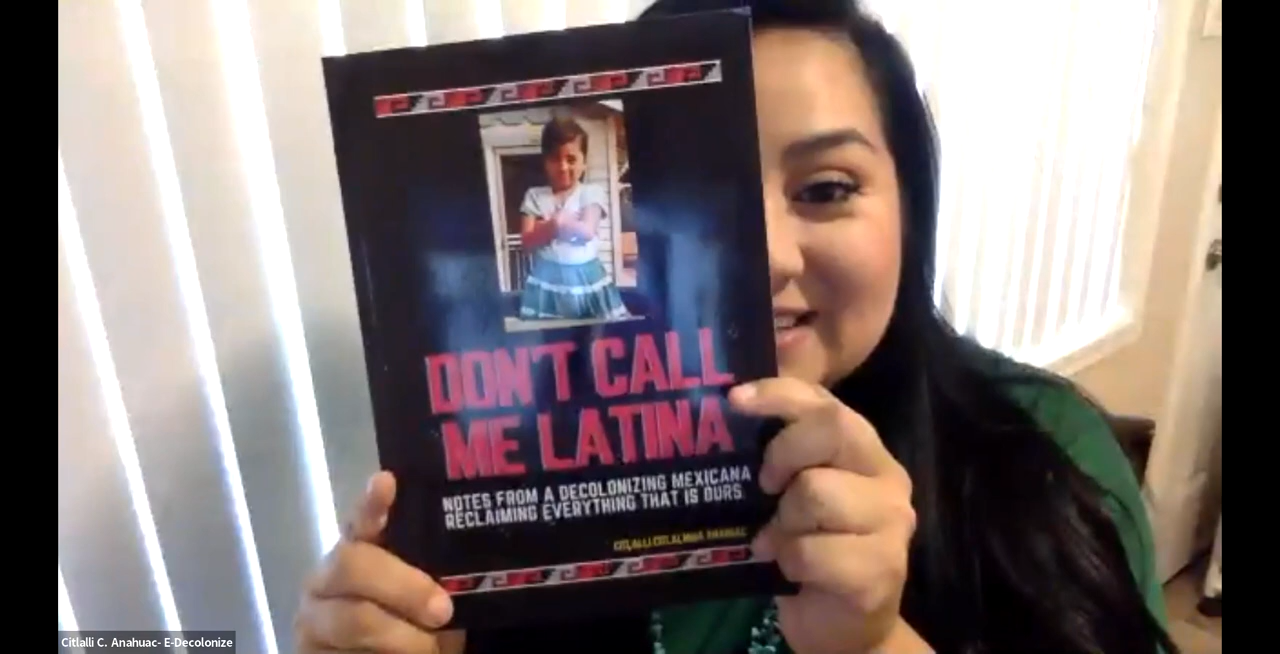 DON'T CALL
ME LATINA
NOTES FROM A DECOLONIZING MEXICANA
RECLAIMING EVERYTHING THAT IS OURS.
CITLALLI CITLALMINA ANAHUAC
Citlalli C. Anahuac- E-Decolonize